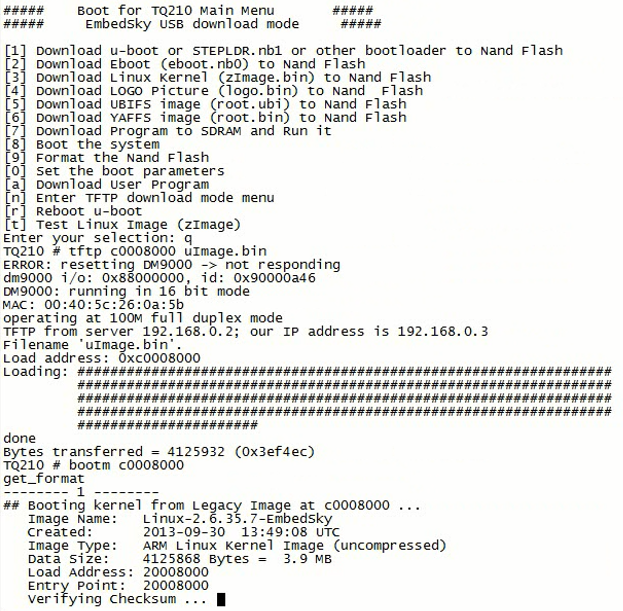 #####    Boot for TQ210 Main Menu    #####
#####    EmbedSky USB download mode    #####
[1] Download u-boot or STEPLDR.nb1 or other bootloader to Nand Flash
[2] Download Eboot (eboot.nb0) to Nand Flash
[3] Download Linux Kernel (zImage.bin) to Nand Flash
[4] Download LOGO Picture (logo.bin) to Nand  Flash
[5] Download UBIFS image (root.ubi) to Nand Flash
[6] Download YAFFS image (root.bin) to Nand Flash
[7] Download Program to SDRAM and Run it
[8] Boot the system
[9] Format the Nand Flash
[0] Set the boot parameters
[a] Download User Program
[n] Enter TFTP download mode menu
[r] Reboot u-boot
[t] Test Linux Image (zImage)
Enter your selection: q
TQ210 # tftp c0008000 uImage.bin
ERROR: resetting DM9000 -> not responding
dm9000 i/o: 0x88000000, id: 0x90000a46
DM9000: running in 16 bit mode
MAC: 00:40:5c:26:0a:5b
operating at 100M full duplex mode
TFTP from server 192.168.0.2; our IP address is 192.168.0.3
Filename 'uImage.bin'.
Load address: 0xc0008000
Loading: #################################################################
#################################################################
#################################################################
#################################################################
######################
done
Bytes transferred = 4125932 (0x3ef4ec)
TQ210 # bootm c0008000
get_format
-------- 1 --------
## Booting kernel from Legacy Image at c0008000 ...
Image Name:   Linux-2.6.35.7-EmbedSky
Created:      2013-09-30  13:49:08 UTC
Image Type:   ARM Linux Kernel Image (uncompressed)
Data Size:    4125868 Bytes =  3.9 MB
Load Address: 20008000
Entry Point:  20008000
Verifying Checksum ...